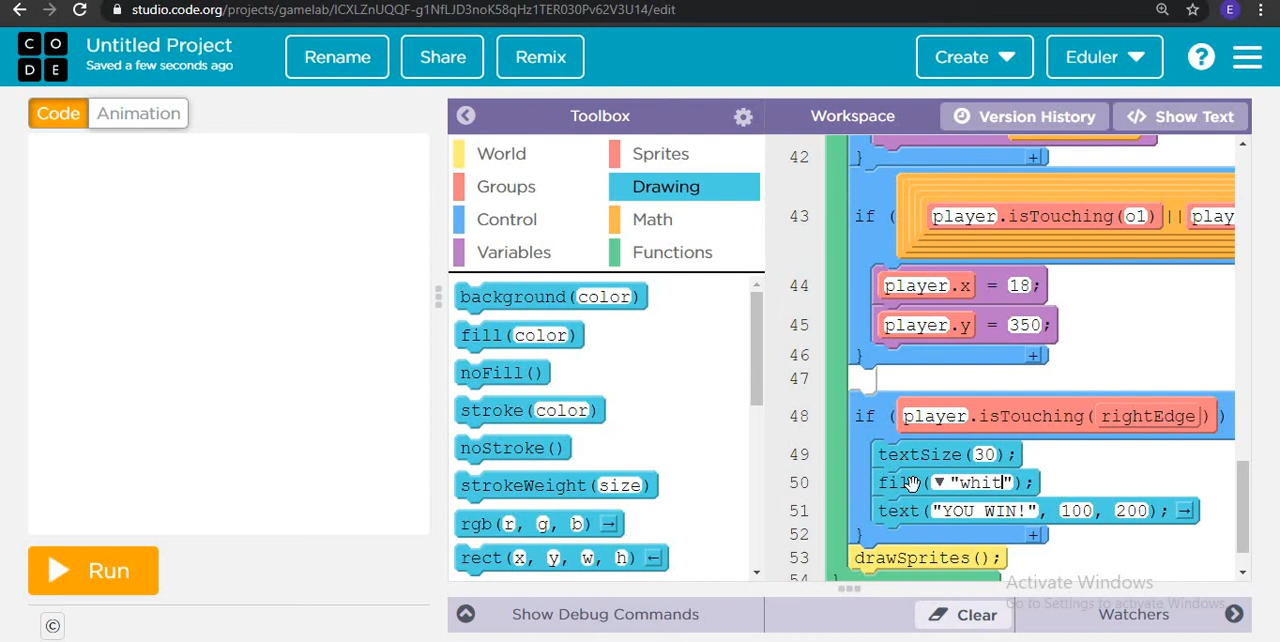 studio.code.org/projects/gamelab/ICXLZnUQQF-g1NfLJD3noK58qHz1TER030Pv62V3U14/edit
E
C O D E
Untitled Project
Saved a few seconds ago
Rename
Share
Remix
Create
Eduler
?
Code
Animation
Toolbox
Workspace
Version History
</> Show Text
World
Sprites
Groups
Drawing
Control
Math
Variables
Functions
background(color)
fill(color)
noFill()
stroke(color)
noStroke()
strokeWeight(size)
rgb(r, g, b)
rect(x, y, w, h)
42 }
43 if ( player.isTouching(o1) || play
44 player.x = 18;
45 player.y = 350;
46 }
47
48 if ( player.isTouching( rightEdge ) )
49 textSize(30);
50 fill( "whit");
51 text("YOU WIN!", 100, 200);
52 }
53 drawSprites();
54 }
Run
Show Debug Commands
Clear
Watchers
Activate Windows
Go to Settings to activate Windows.
©